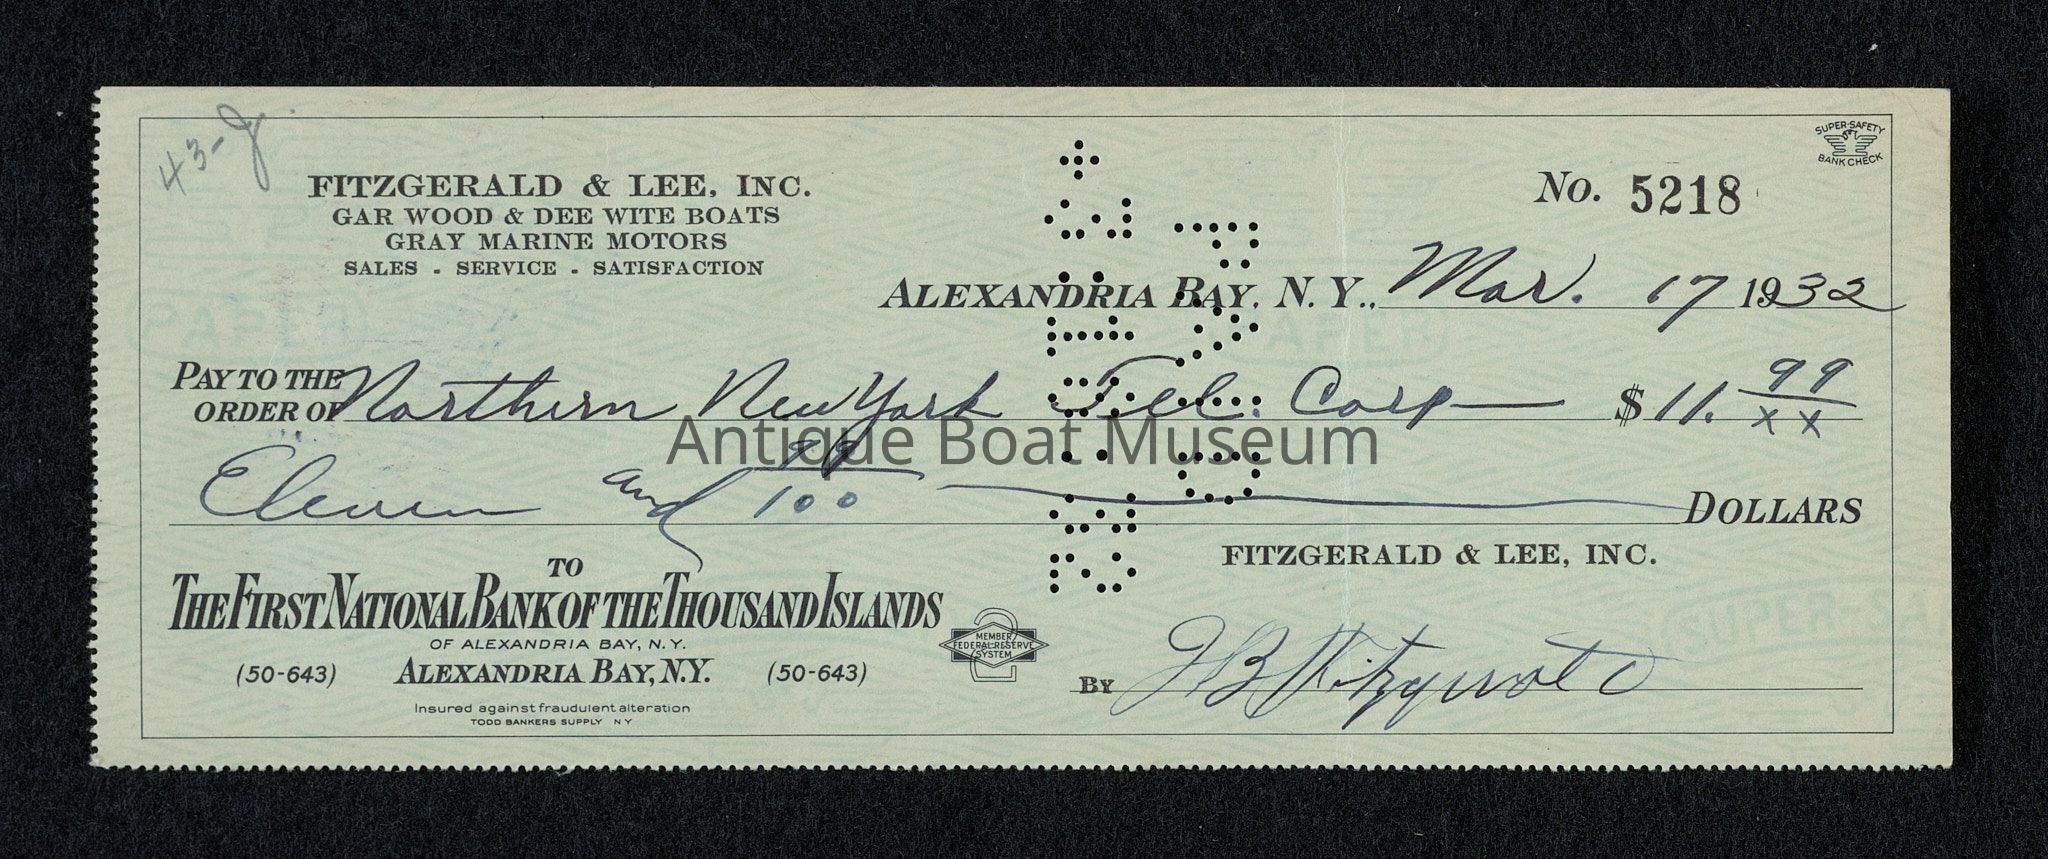 43-J
SUPER-SAFETY
BANK CHECK
FITZGERALD & LEE, INC.
GAR WOOD & DEE WITE BOATS
GRAY MARINE MOTORS
SALES - SERVICE - SATISFACTION
No. 5218
ALEXANDRIA BAY, N. Y., Mar. 17 1932
PAY TO THE
ORDER OF Northern New York Tel. Corp $ 11. 99/xx
Antique Boat Museum
Eleven and 99/100 DOLLARS
FITZGERALD & LEE, INC.
TO
THE FIRST NATIONAL BANK OF THE THOUSAND ISLANDS
OF ALEXANDRIA BAY, N.Y.
(50-643) ALEXANDRIA BAY, N.Y. (50-643)
MEMBER
FEDERAL RESERVE
SYSTEM
BY
Insured against fraudulent alteration
TODD BANKERS SUPPLY NY